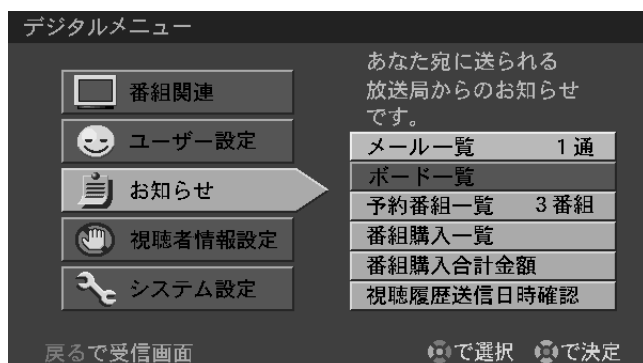 デジタルメニュー
番組関連
ユーザー設定
お知らせ
視聴者情報設定
システム設定
あなた宛に送られる
放送局からのお知らせ
です。
メール一覧 1通
ボード一覧
予約番組一覧 3番組
番組購入一覧
番組購入合計金額
視聴履歴送信日時確認
戻るで受信画面
で選択 で決定